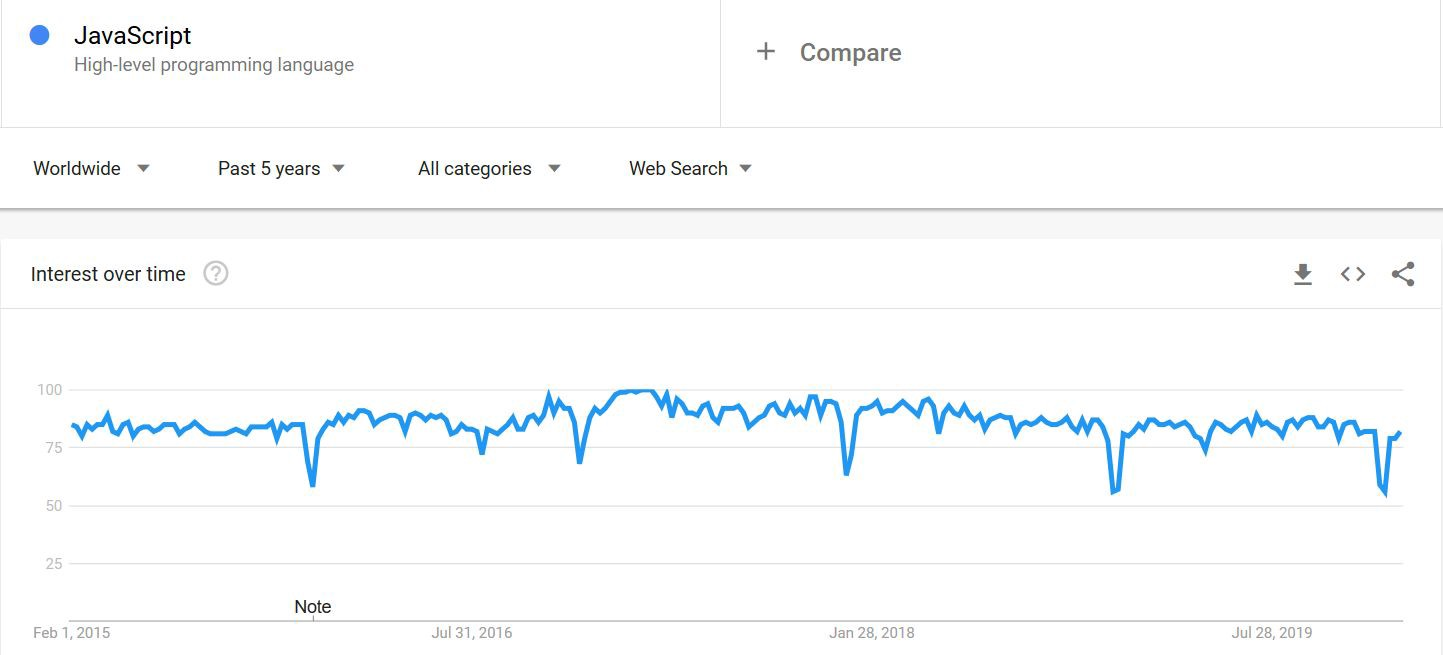 JavaScript
High-level programming language
+ Compare
Worldwide
Past 5 years
All categories
Web Search
Interest over time ?
100
75
50
25
Note
Feb 1, 2015
Jul 31, 2016
Jan 28, 2018
Jul 28, 2019